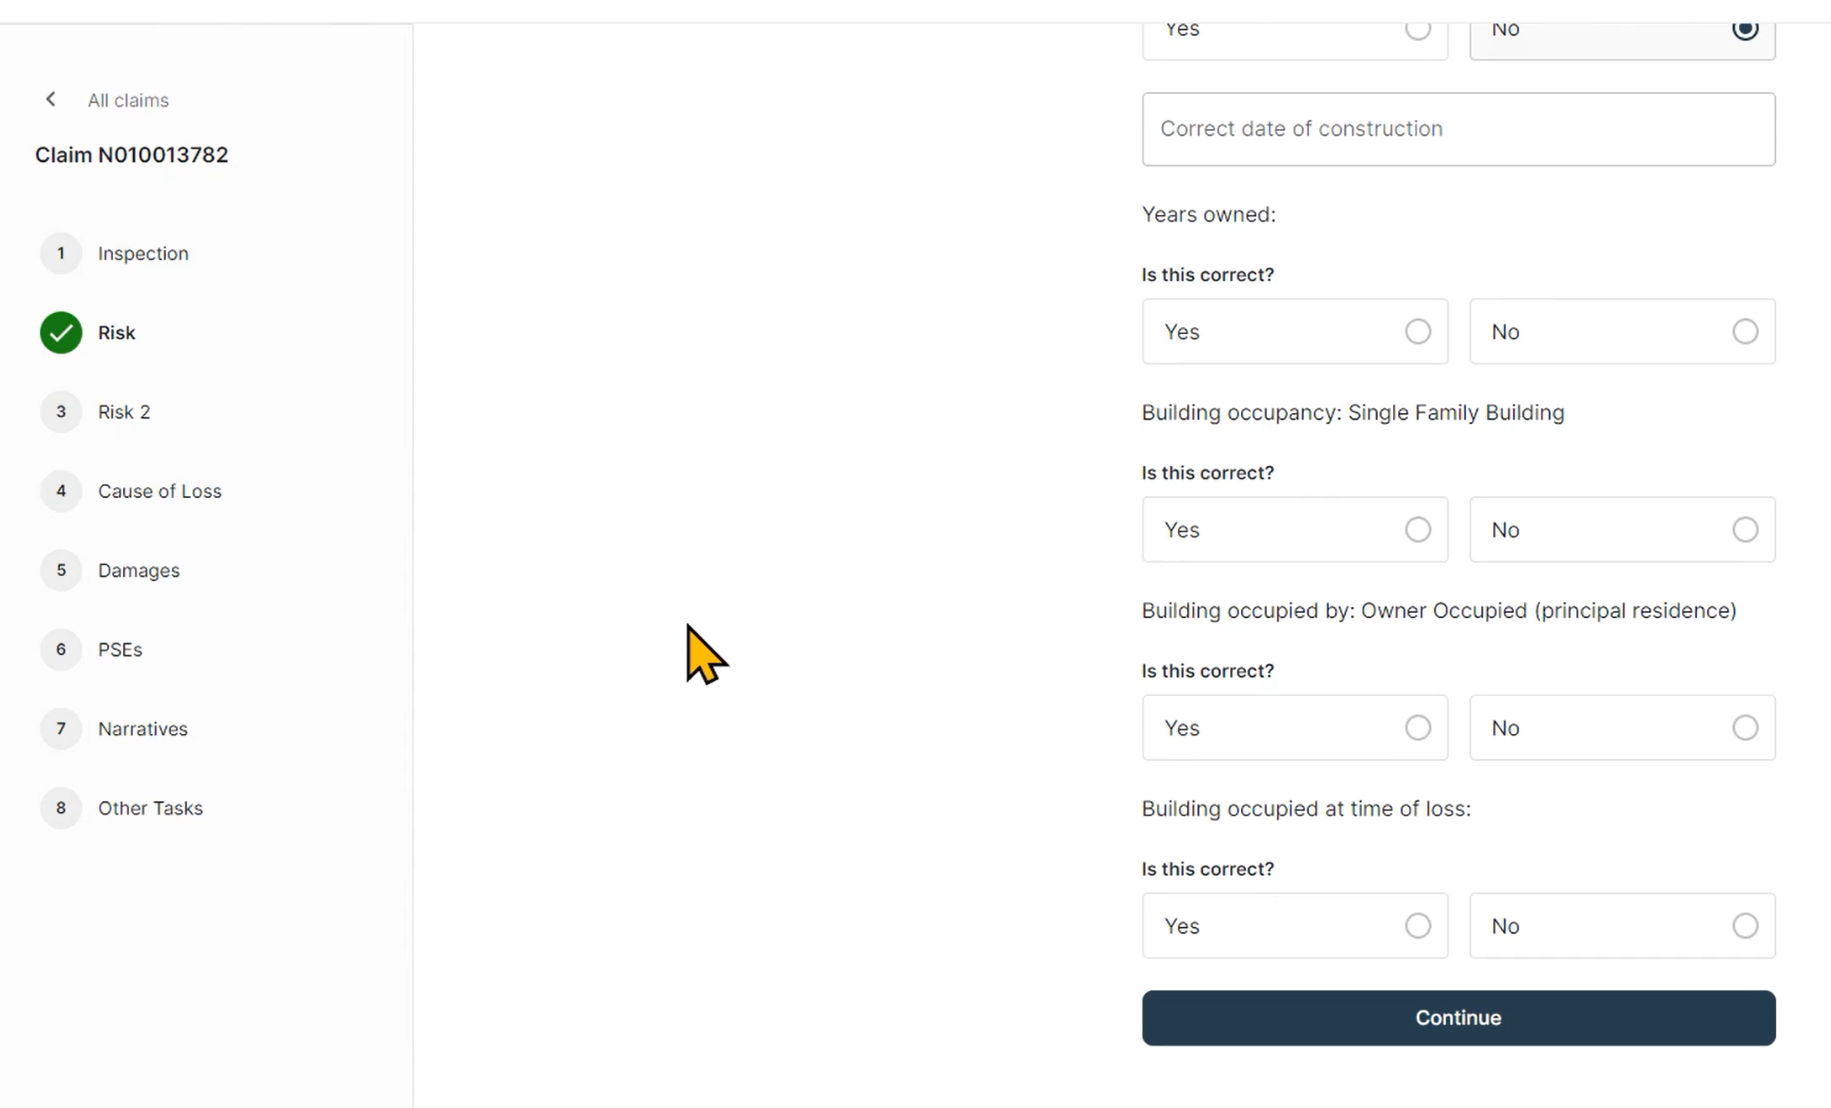 All claims
Claim N010013782
1 Inspection
Risk
3 Risk 2
4 Cause of Loss
5 Damages
6 PSEs
7 Narratives
8 Other Tasks
Yes No
Correct date of construction
Years owned:
Is this correct?
Yes No
Building occupancy: Single Family Building
Is this correct?
Yes No
Building occupied by: Owner Occupied (principal residence)
Is this correct?
Yes No
Building occupied at time of loss:
Is this correct?
Yes No
Continue